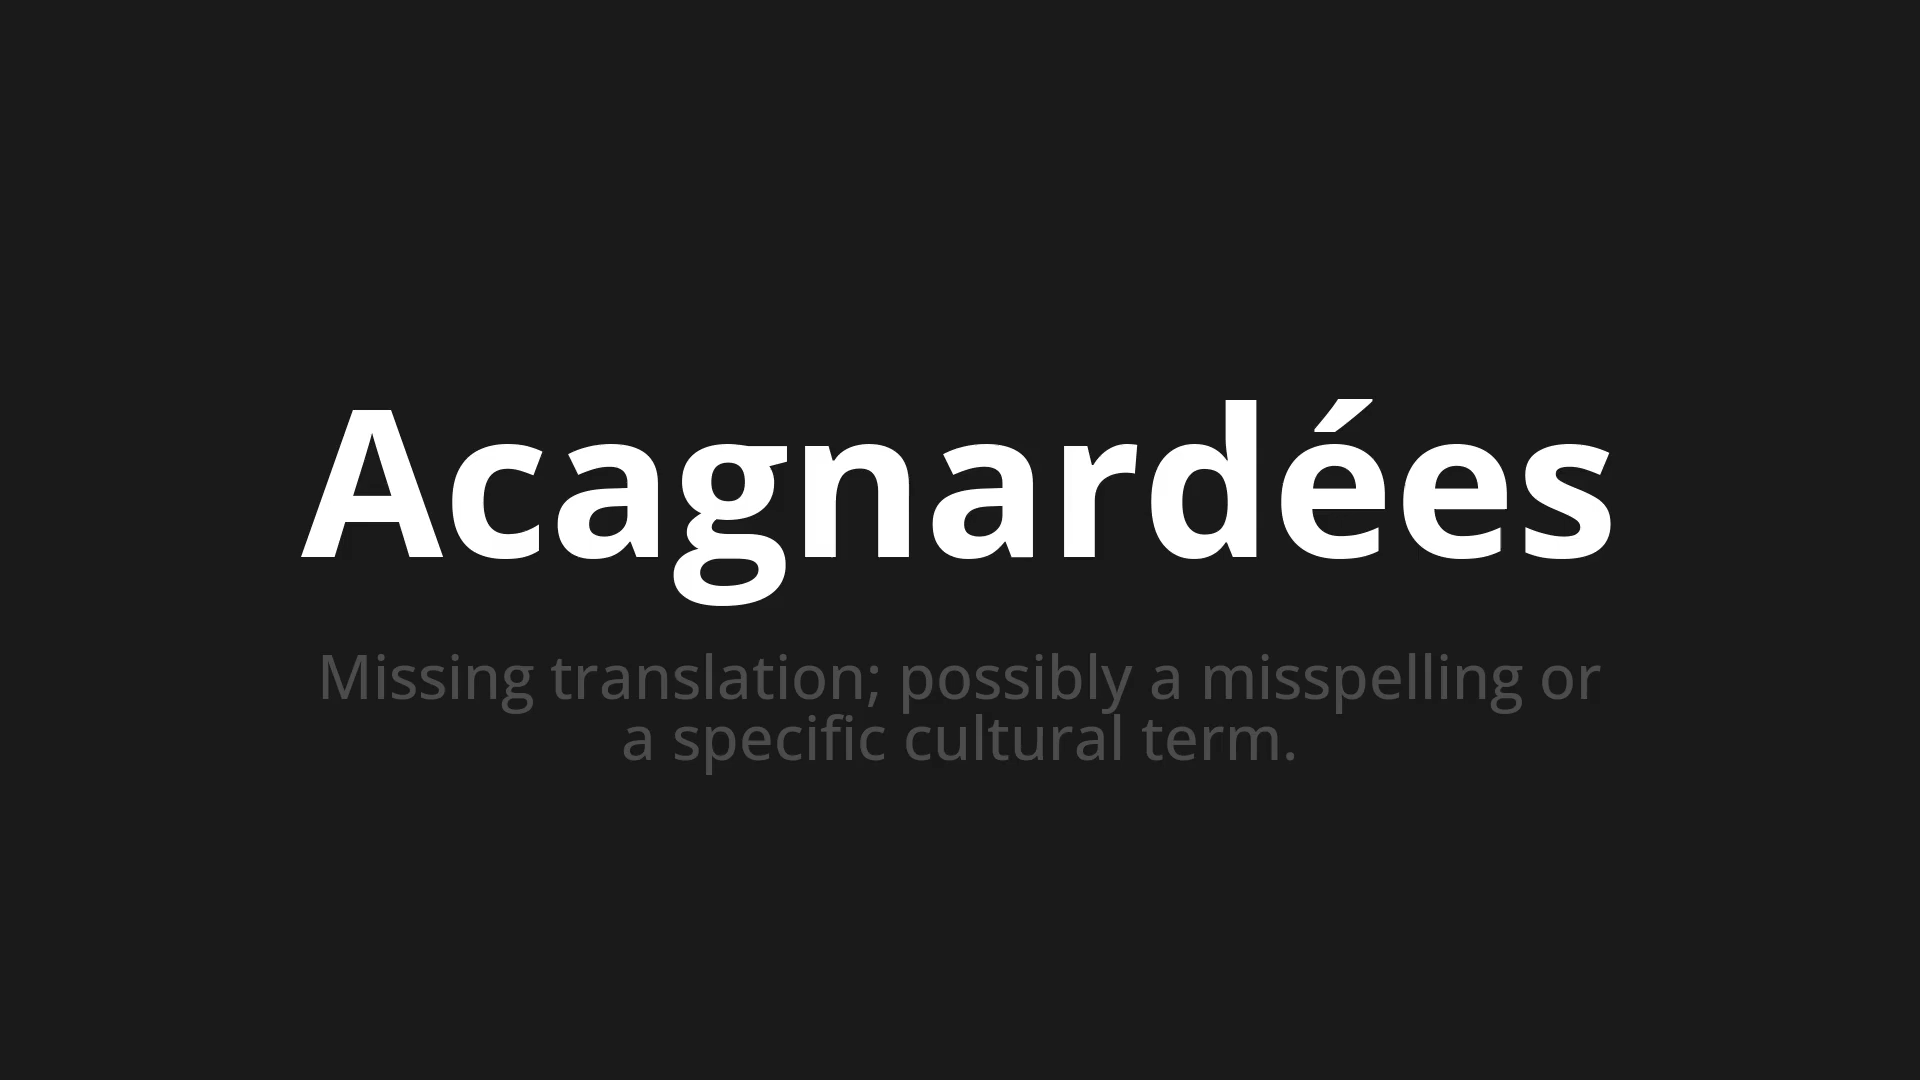 Acagnardées
Missing translation; possibly a misspelling or
a specific cultural term.